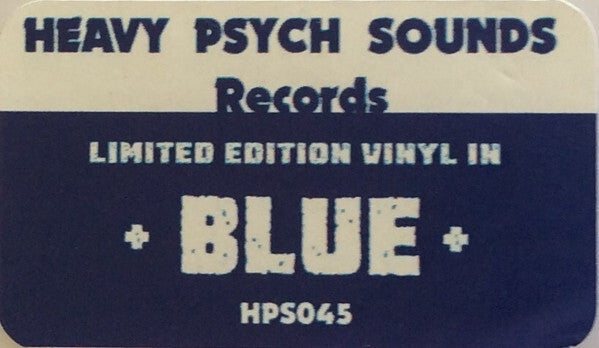 HEAVY PSYCH SOUNDS
Records
LIMITED EDITION VINYL IN
BLUE
HPS045